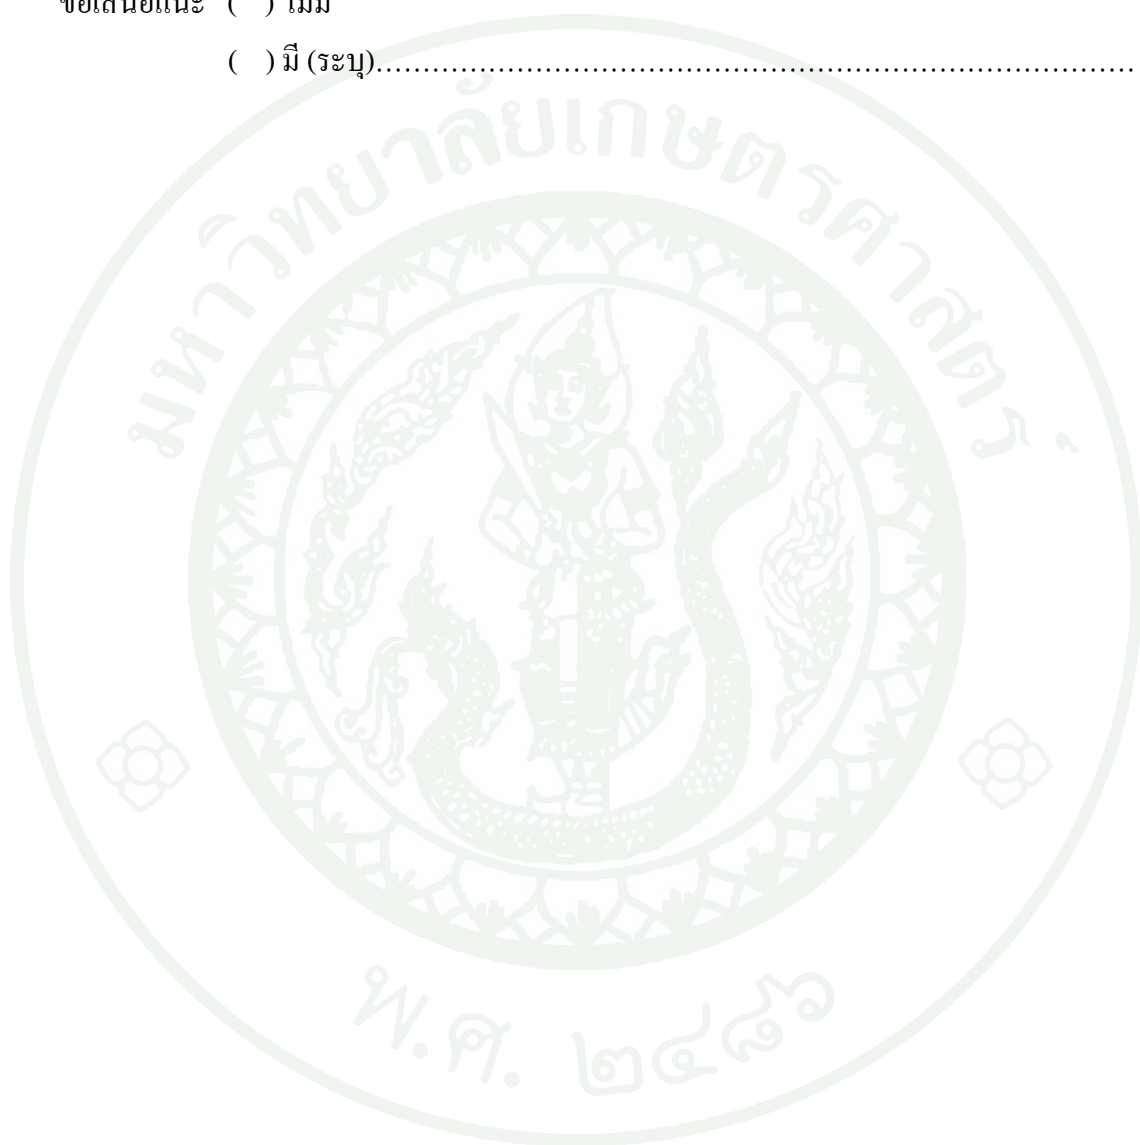 ข้อเสนอแนะ ( ) ไม่มี
( ) มี (ระบุ)....................................................................................
มหาวิทยาลัยเกษตรศาสตร์
พ.ศ. ๒๔๘๖